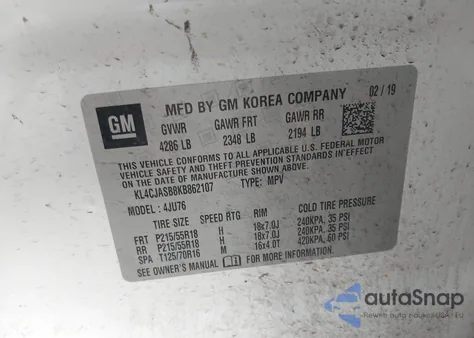 GM
MFD BY GM KOREA COMPANY 02 / 19
GVWR GAWR FRT GAWR RR
4286 LB 2348 LB 2194 LB
THIS VEHICLE CONFORMS TO ALL APPLICABLE U.S. FEDERAL MOTOR
VEHICLE SAFETY AND THEFT PREVENTION STANDARDS IN EFFECT
ON THE DATE OF MANUFACTURE SHOWN ABOVE.
KL4CJASB8KB862107 TYPE: MPV
MODEL: 4JU76
TIRE SIZE SPEED RTG RIM COLD TIRE PRESSURE
FRT P215/55R18 H 18x7.0J 240KPA, 35 PSI
RR P215/55R18 H 18x7.0J 240KPA, 35 PSI
SPA T125/70R16 M 16x4.0T 420KPA, 60 PSI
SEE OWNER'S MANUAL FOR MORE INFORMATION.
autoSnap